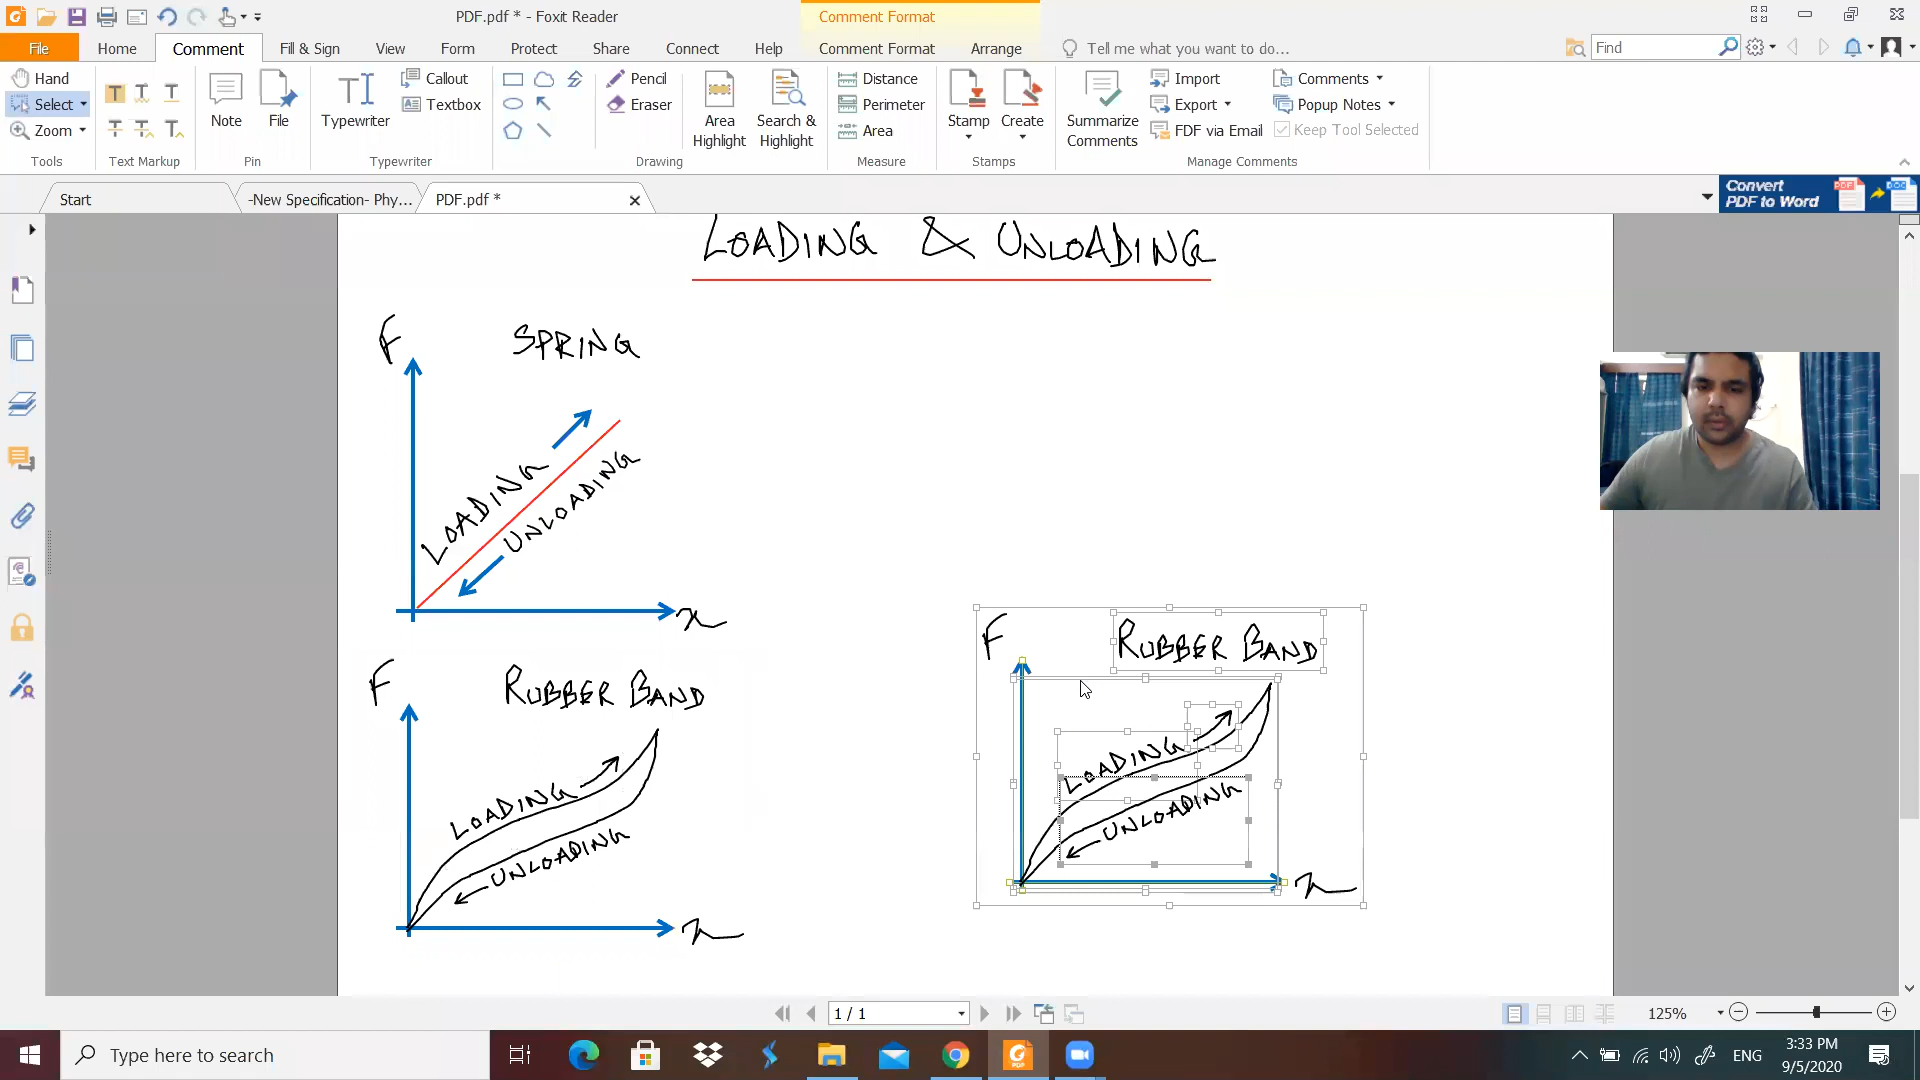 PDF.pdf * - Foxit Reader
Comment Format
File
Home
Comment
Fill & Sign
View
Form
Protect
Share
Connect
Help
Comment Format
Arrange
Tell me what you want to do...
Find
Hand
Select
Zoom
Tools
Text Markup
Note
File
Pin
Typewriter
Callout
Textbox
Typewriter
Pencil
Eraser
Area Highlight
Search & Highlight
Drawing
Distance
Perimeter
Area
Measure
Stamp
Create
Stamps
Summarize Comments
Import
Export
FDF via Email
Comments
Popup Notes
Keep Tool Selected
Manage Comments
Start
-New Specification- Phy...
PDF.pdf *
Convert
PDF to Word
PDF
DOC
LOADING & UNLOADING
F
SPRING
LOADING
UNLOADING
x
F
RUBBER BAND
LOADING
UNLOADING
x
F
RUBBER BAND
LOADING
UNLOADING
x
1 / 1
125%
Type here to search
PDF
ENG
3:33 PM
9/5/2020